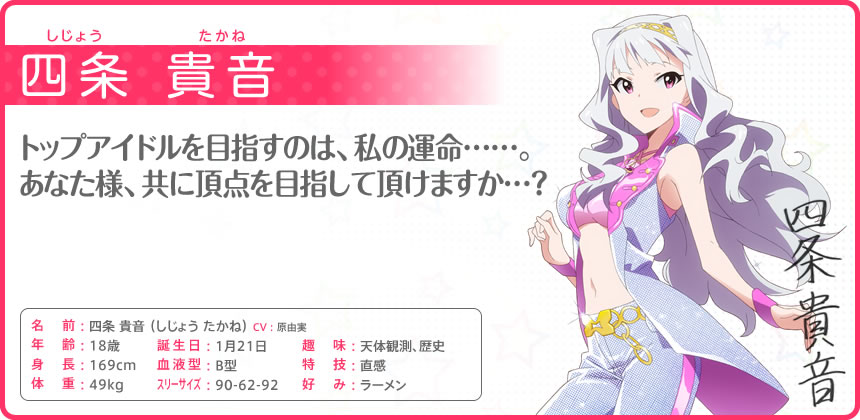 しじょう たかね
四条 貴音
トップアイドルを目指すのは、私の運命……。
あなた様、共に頂点を目指して頂けますか…?
名 前 : 四条 貴音 (しじょう たかね) CV : 原由実
年 齢 : 18歳 誕生日 : 1月21日 趣 味 : 天体観測、歴史
身 長 : 169cm 血液型 : B型 特 技 : 直感
体 重 : 49kg スリーサイズ : 90-62-92 好 み : ラーメン
四条貴音